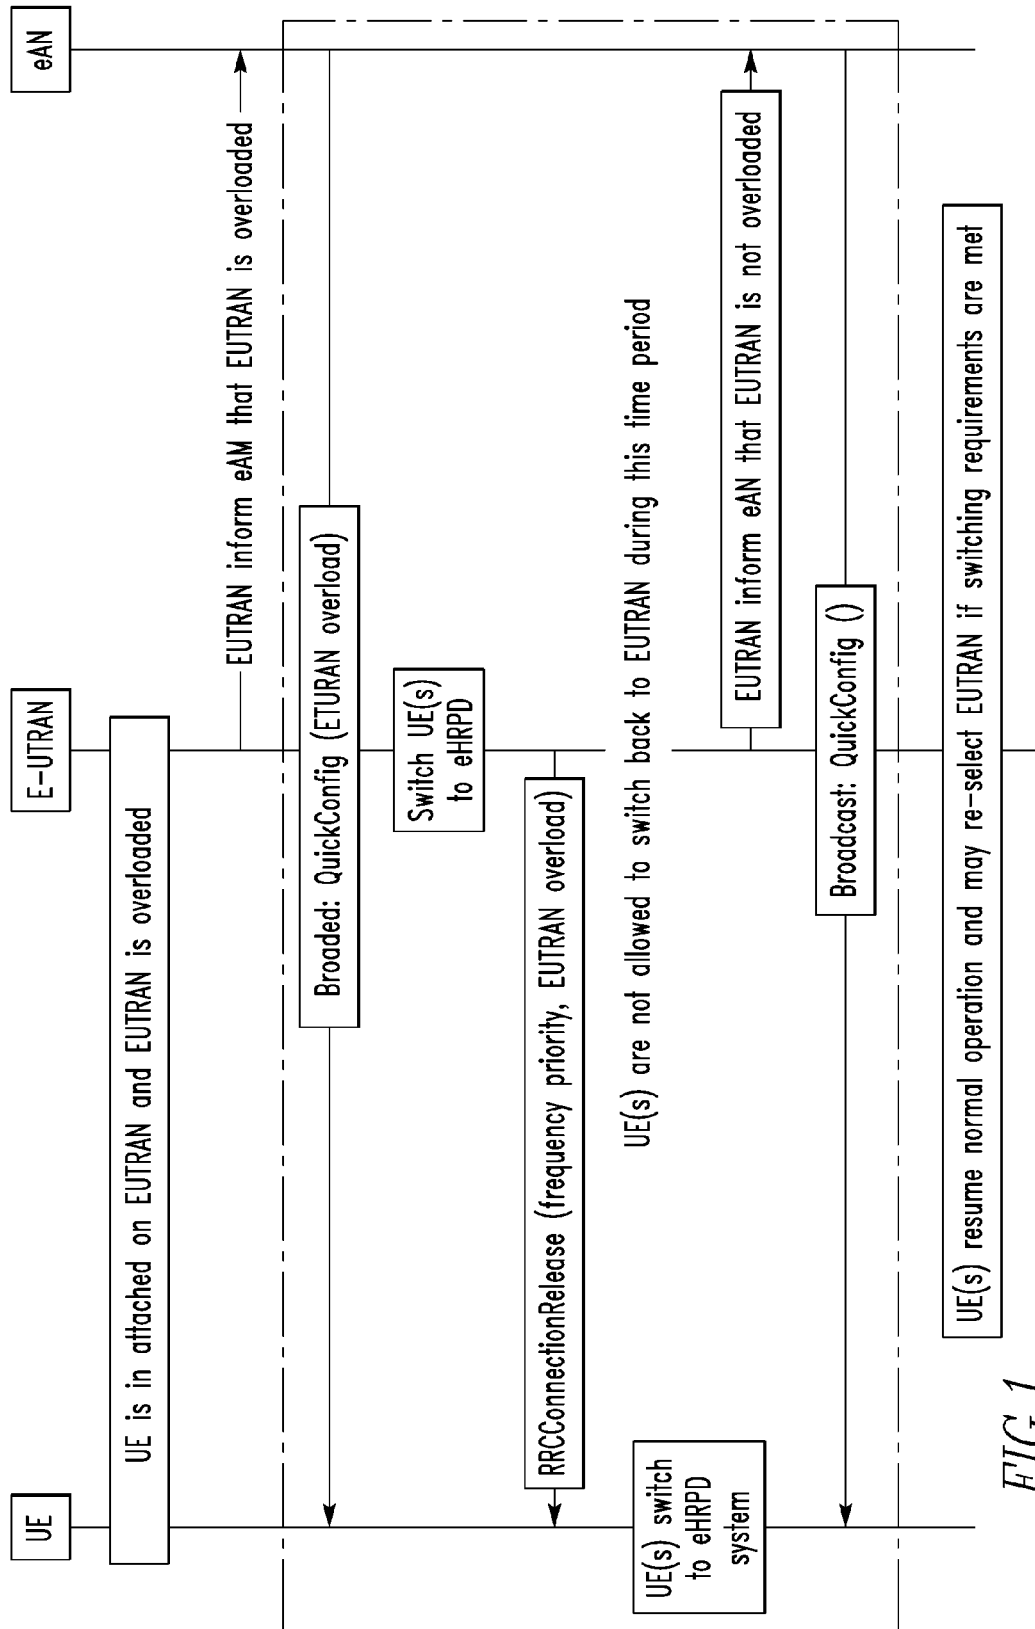 UE
E-UTRAN
eAN
UE is in attached on EUTRAN and EUTRAN is overloaded
EUTRAN inform eAM that EUTRAN is overloaded
Broaded: QuickConfig (ETURAN overload)
Switch UE(s)
to eHRPD
RRCConnectionRelease (frequency priority, EUTRAN overload)
UE(s) are not allowed to switch back to EUTRAN during this time period
UE(s) switch
to eHRPD
system
EUTRAN inform eAN that EUTRAN is not overloaded
Broadcast: QuickConfig ()
UE(s) resume normal operation and may re-select EUTRAN if switching requirements are met
FIG.1